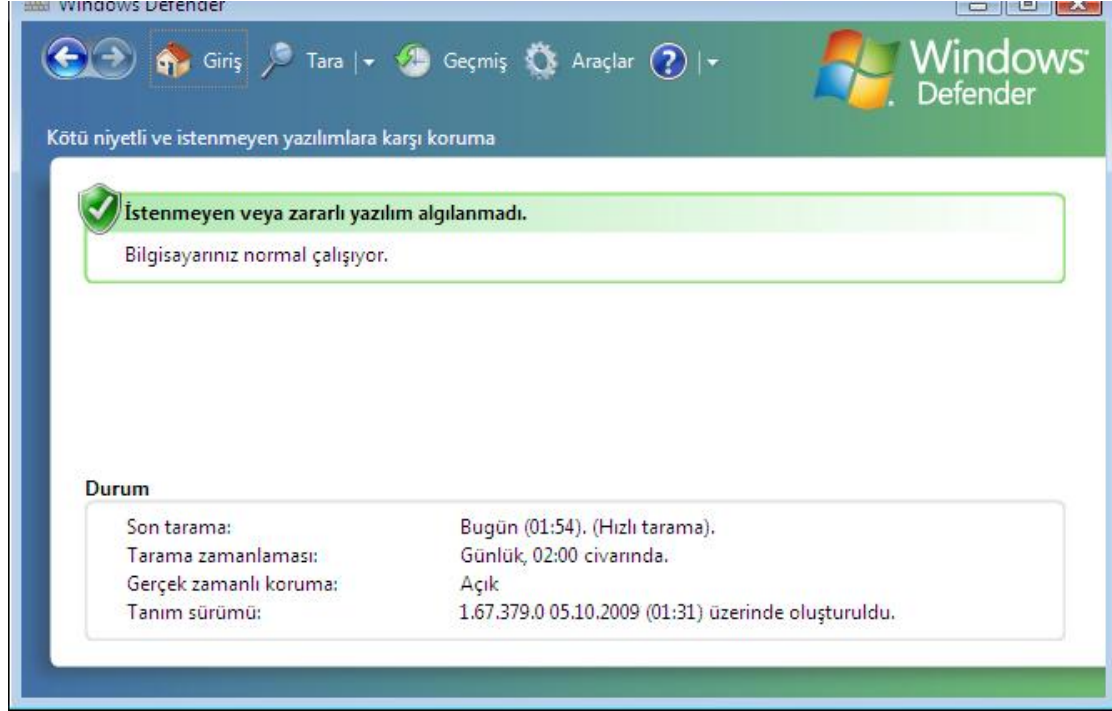 Windows Defender
Giriş Tara Geçmiş Araçlar ?
Windows
Defender
Kötü niyetli ve istenmeyen yazılımlara karşı koruma
İstenmeyen veya zararlı yazılım algılanmadı.
Bilgisayarınız normal çalışıyor.
Durum
Son tarama: Bugün (01:54). (Hızlı tarama).
Tarama zamanlaması: Günlük, 02:00 civarında.
Gerçek zamanlı koruma: Açık
Tanım sürümü: 1.67.379.0 05.10.2009 (01:31) üzerinde oluşturuldu.